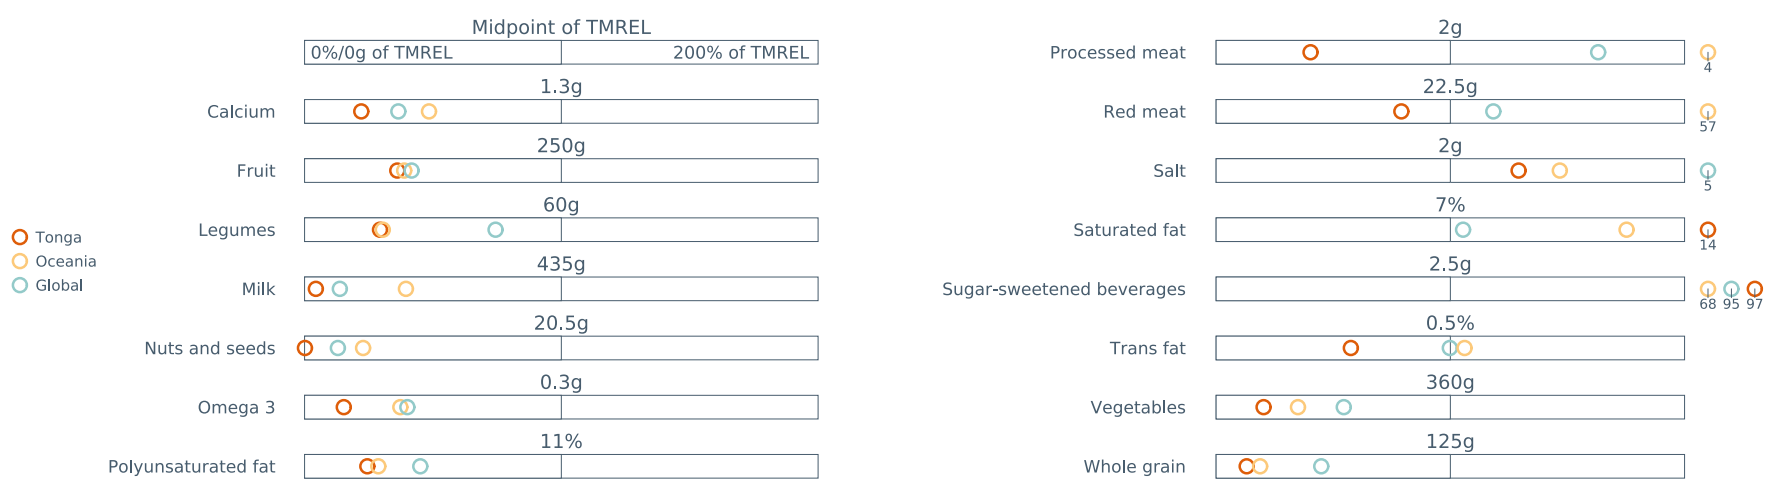 Midpoint of TMREL
0%/0g of TMREL
200% of TMREL
1.3g
Calcium
250g
Fruit
60g
Legumes
435g
Milk
20.5g
Nuts and seeds
0.3g
Omega 3
11%
Polyunsaturated fat
Tonga
Oceania
Global
2g
Processed meat
4
22.5g
Red meat
57
2g
Salt
5
7%
Saturated fat
14
2.5g
Sugar-sweetened beverages
68 95 97
0.5%
Trans fat
360g
Vegetables
125g
Whole grain